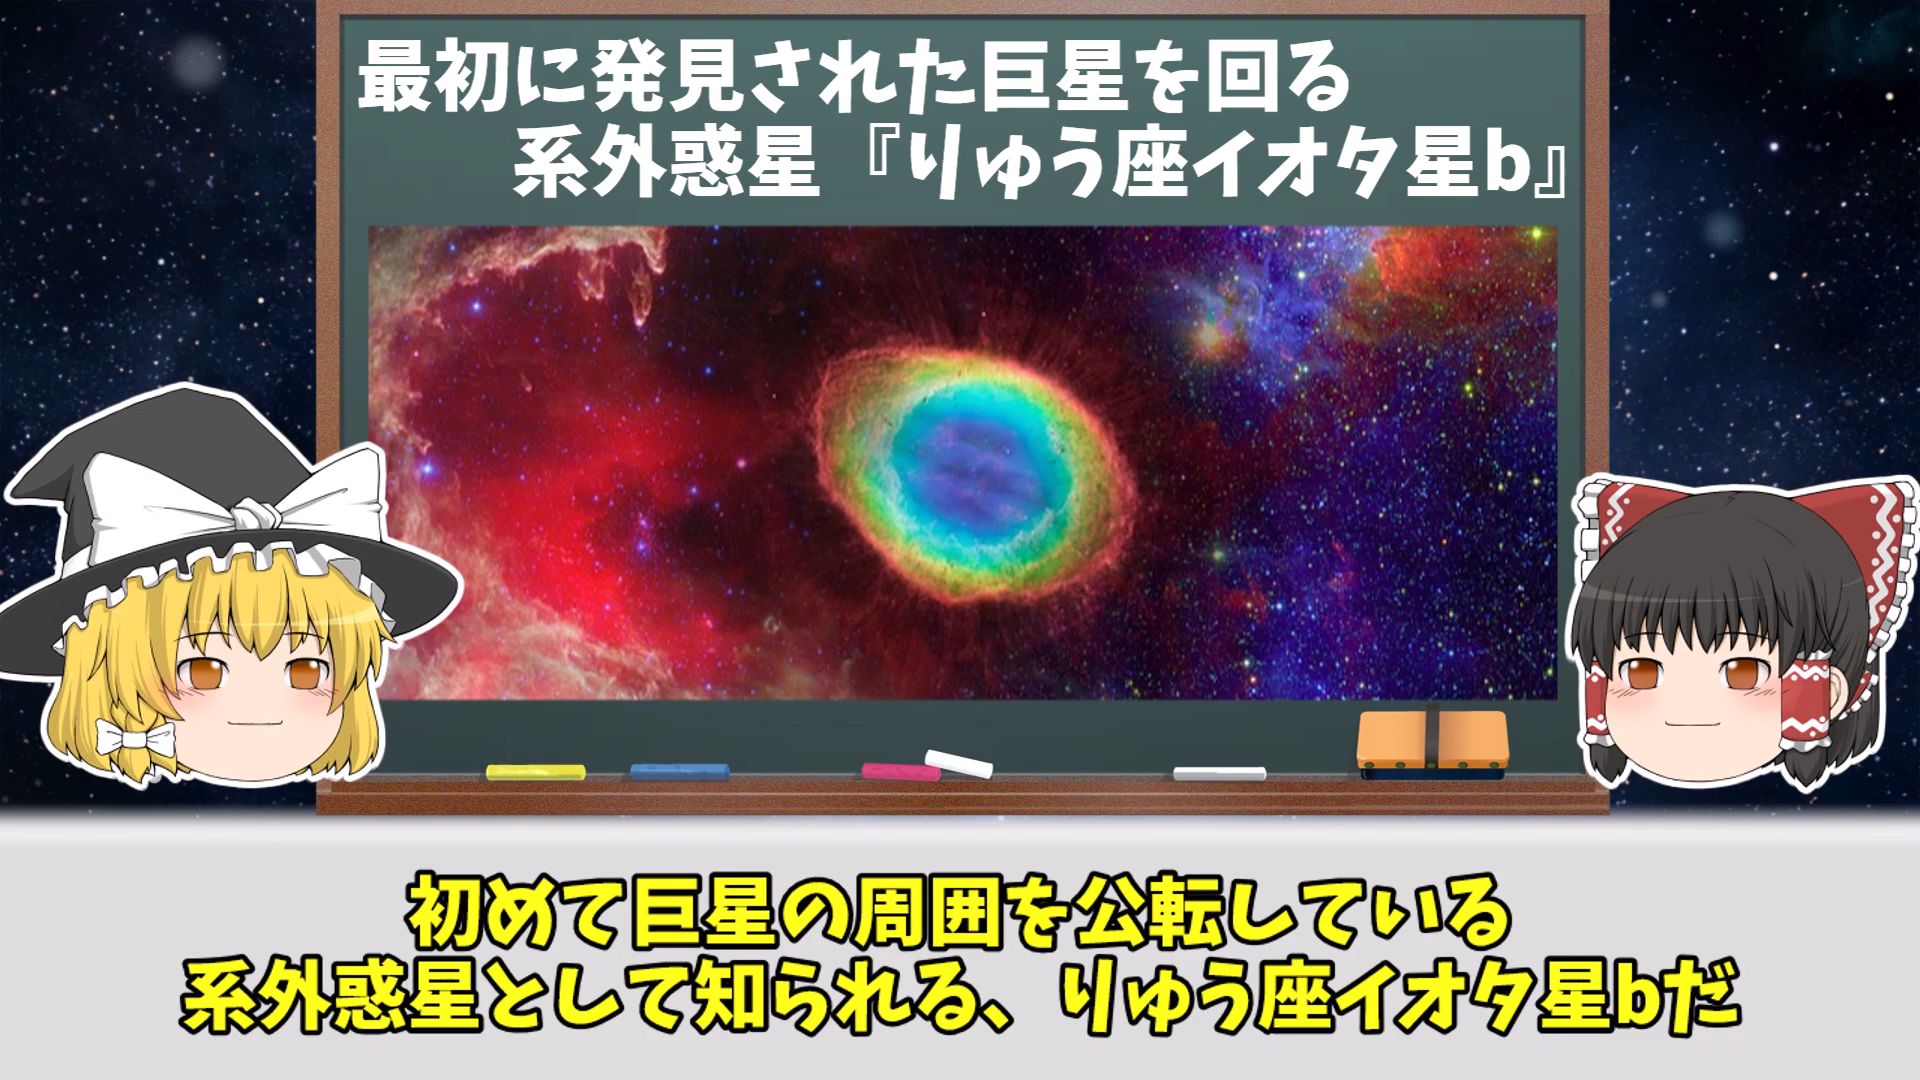 最初に発見された巨星を回る
系外惑星『りゅう座イオタ星b』
初めて巨星の周囲を公転している
系外惑星として知られる、りゅう座イオタ星bだ